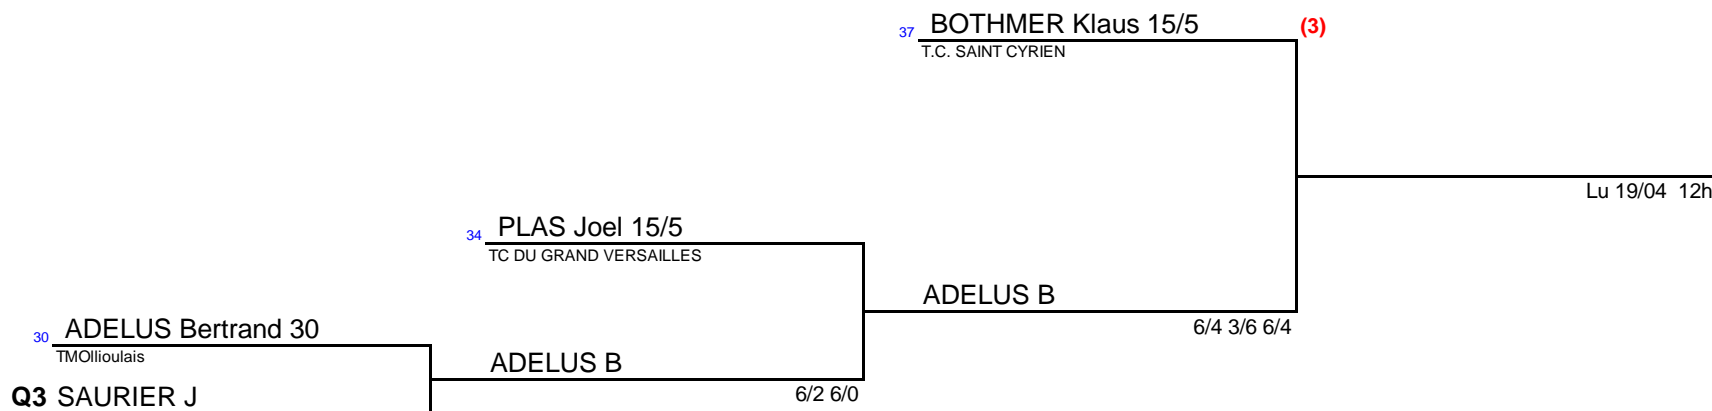 37 BOTHMER Klaus 15/5 (3)
T.C. SAINT CYRIEN
Lu 19/04 12h
34 PLAS Joel 15/5
TC DU GRAND VERSAILLES
ADELUS B
6/4 3/6 6/4
30 ADELUS Bertrand 30
TMOllioulais
ADELUS B
6/2 6/0
Q3 SAURIER J